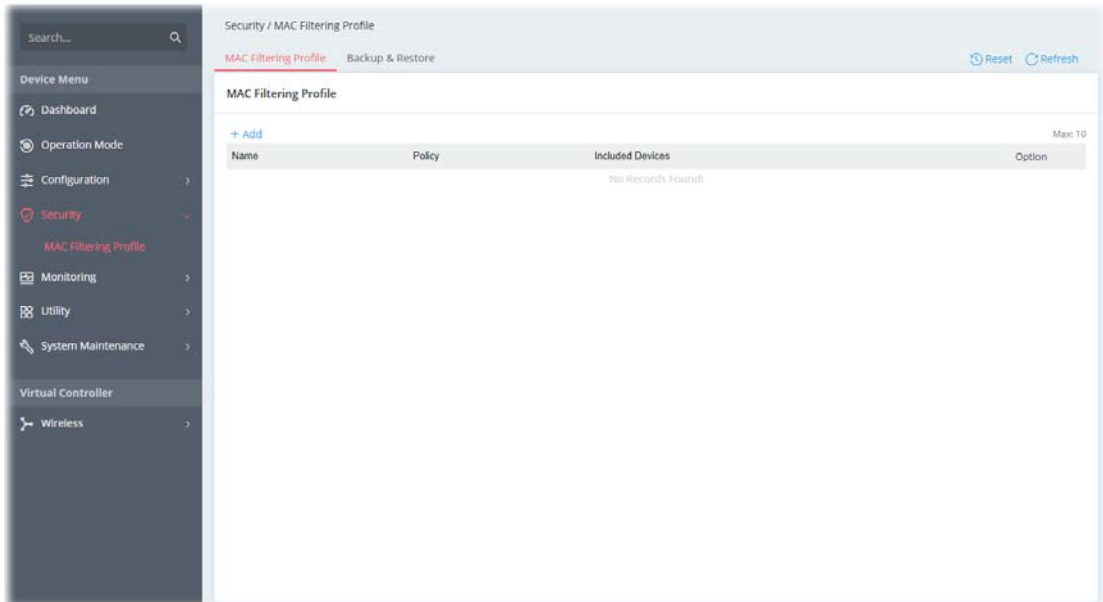 Search...
Device Menu
Dashboard
Operation Mode
Configuration
Security
MAC Filtering Profile
Monitoring
Utility
System Maintenance
Virtual Controller
Wireless
Security / MAC Filtering Profile
MAC Filtering Profile Backup & Restore Reset Refresh
MAC Filtering Profile
+ Add Max: 10
Name Policy Included Devices Option
No Records Found!